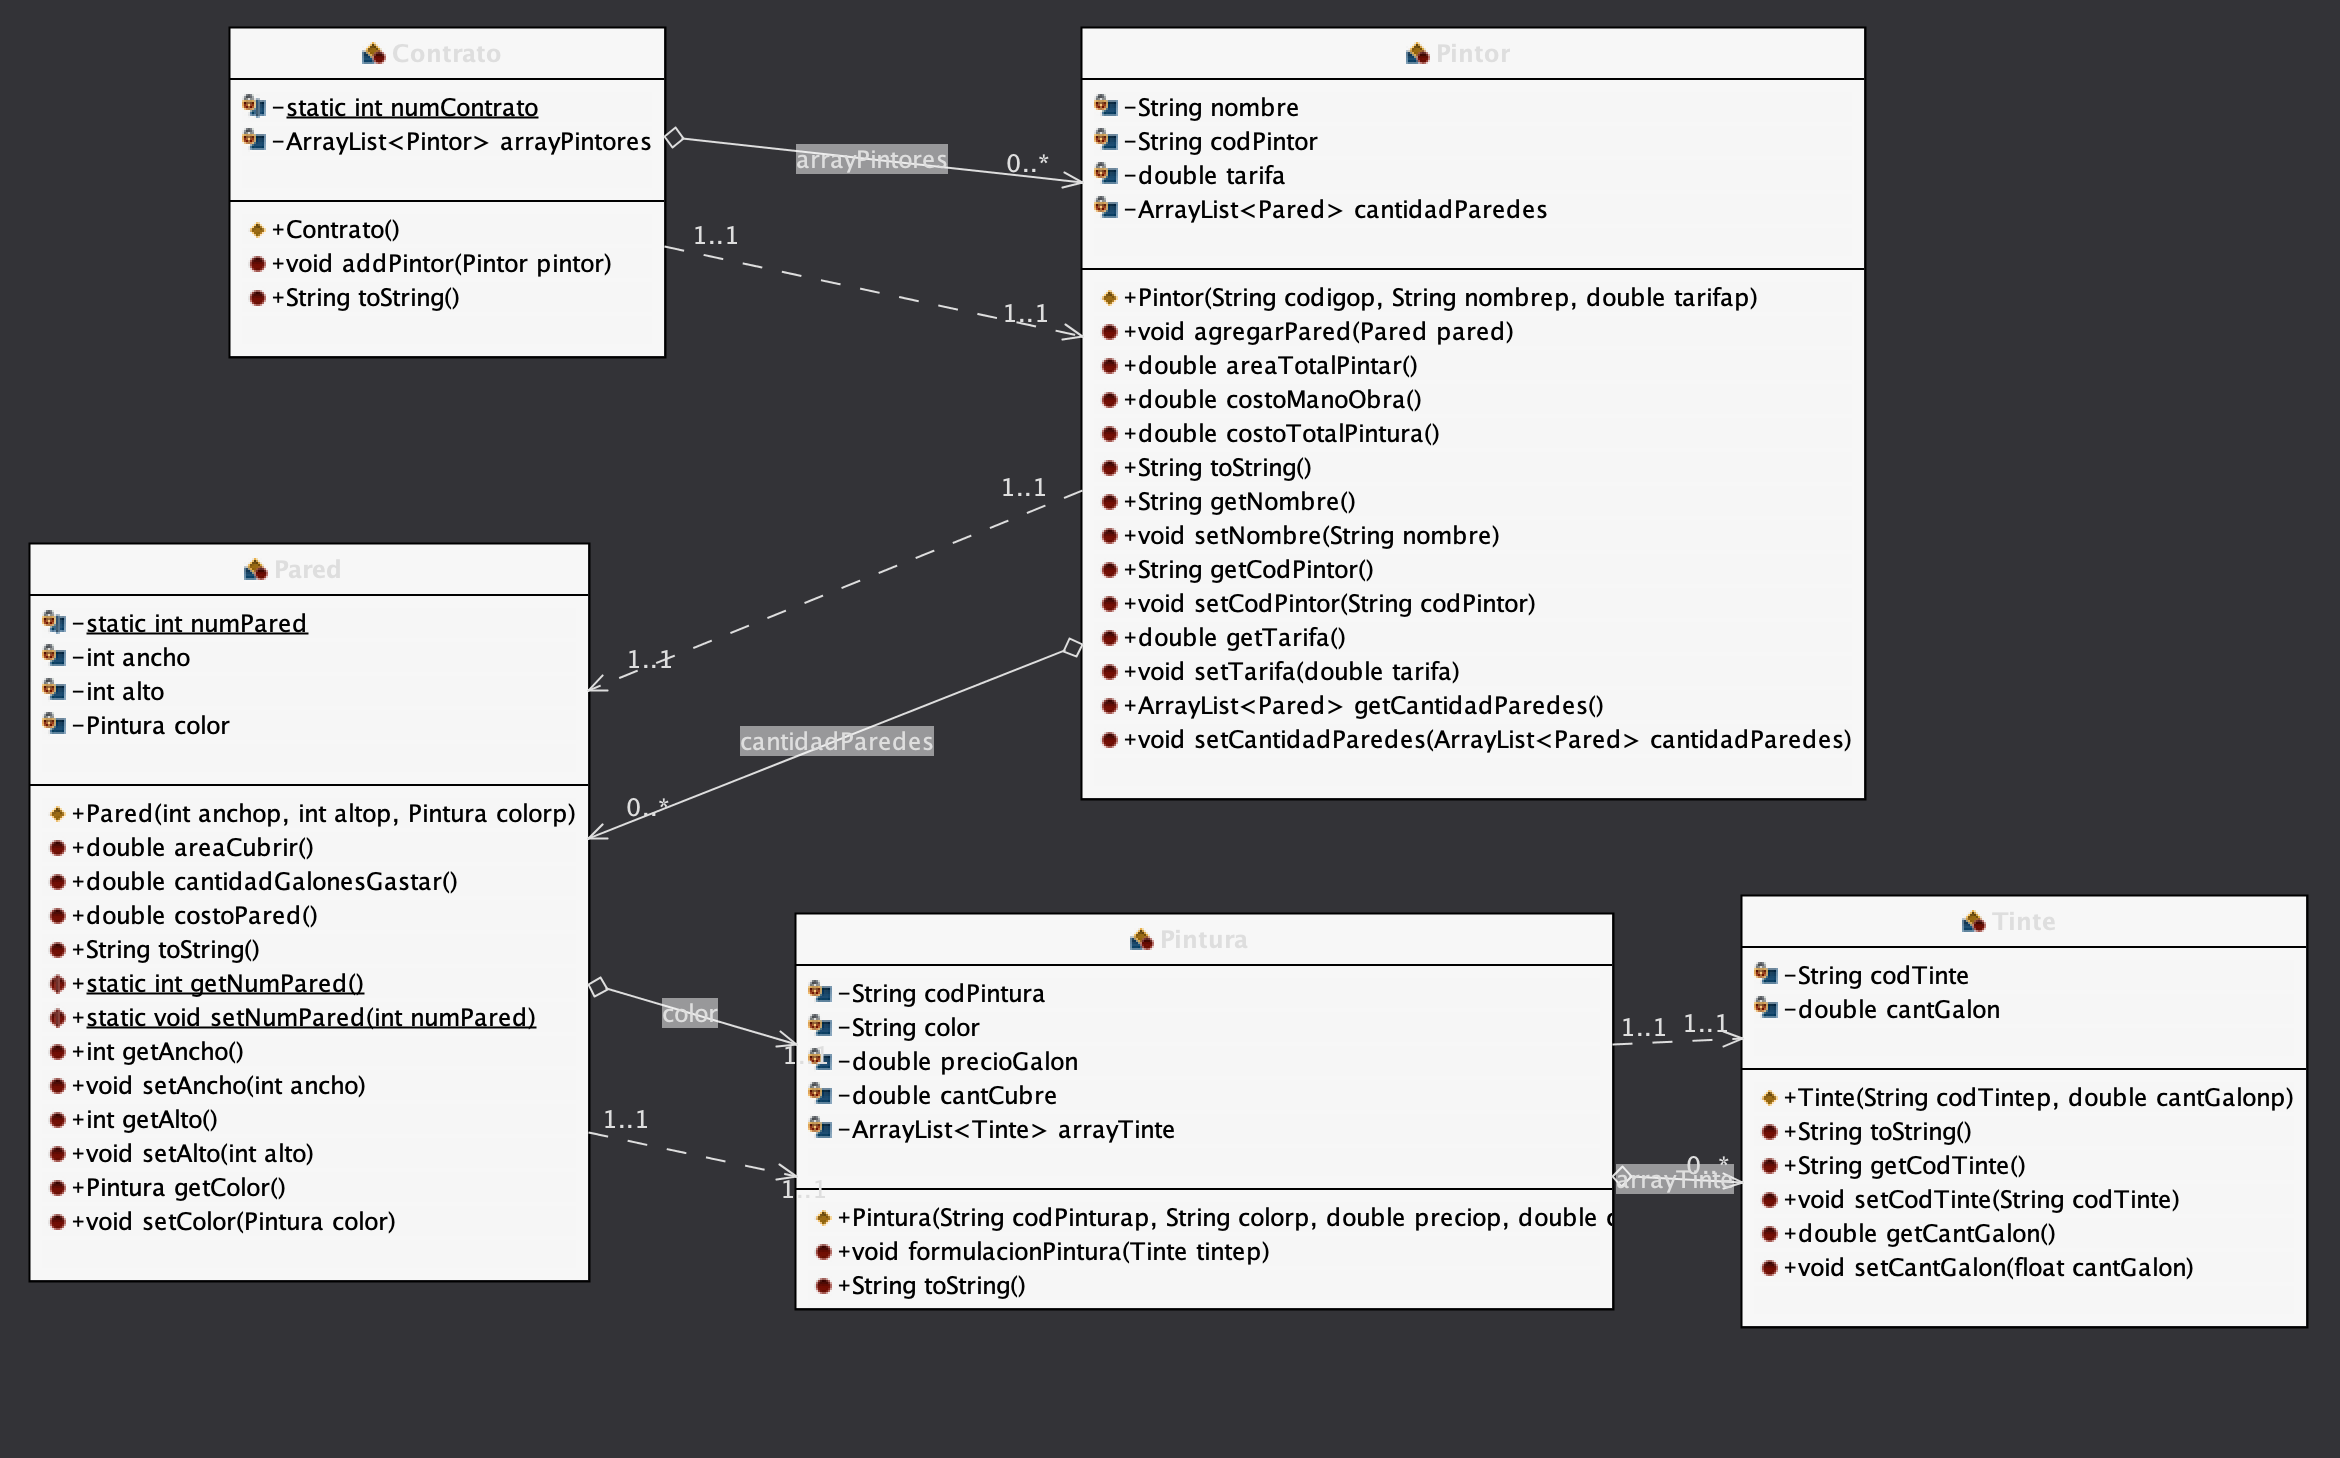 Contrato
-static int numContrato
-ArrayList<Pintor> arrayPintores
+Contrato()
+void addPintor(Pintor pintor)
+String toString()
arrayPintores
0..*
1..1
1..1
Pintor
-String nombre
-String codPintor
-double tarifa
-ArrayList<Pared> cantidadParedes
+Pintor(String codigop, String nombrep, double tarifap)
+void agregarPared(Pared pared)
+double areaTotalPintar()
+double costoManoObra()
+double costoTotalPintura()
+String toString()
+String getNombre()
+void setNombre(String nombre)
+String getCodPintor()
+void setCodPintor(String codPintor)
+double getTarifa()
+void setTarifa(double tarifa)
+ArrayList<Pared> getCantidadParedes()
+void setCantidadParedes(ArrayList<Pared> cantidadParedes)
1..1
1..1
cantidadParedes
0..*
Pared
-static int numPared
-int ancho
-int alto
-Pintura color
+Pared(int anchop, int altop, Pintura colorp)
+double areaCubrir()
+double cantidadGalonesGastar()
+double costoPared()
+String toString()
+static int getNumPared()
+static void setNumPared(int numPared)
+int getAncho()
+void setAncho(int ancho)
+int getAlto()
+void setAlto(int alto)
+Pintura getColor()
+void setColor(Pintura color)
color
1..1
1..1
Pintura
-String codPintura
-String color
-double precioGalon
-double cantCubre
-ArrayList<Tinte> arrayTinte
+Pintura(String codPinturap, String colorp, double preciop, double
+void formulacionPintura(Tinte tintep)
+String toString()
1..1
1..1
arrayTinte
0..*
Tinte
-String codTinte
-double cantGalon
+Tinte(String codTintep, double cantGalonp)
+String toString()
+String getCodTinte()
+void setCodTinte(String codTinte)
+double getCantGalon()
+void setCantGalon(float cantGalon)